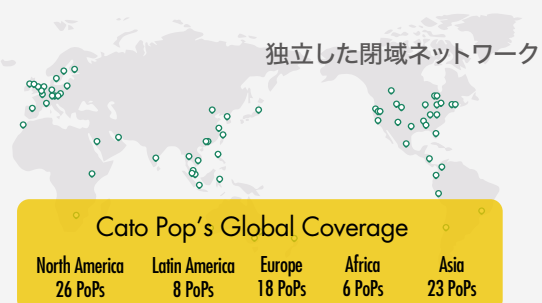 独立した閉域ネットワーク
Cato Pop's Global Coverage
North America Latin America Europe Africa Asia
26 PoPs 8 PoPs 18 PoPs 6 PoPs 23 PoPs